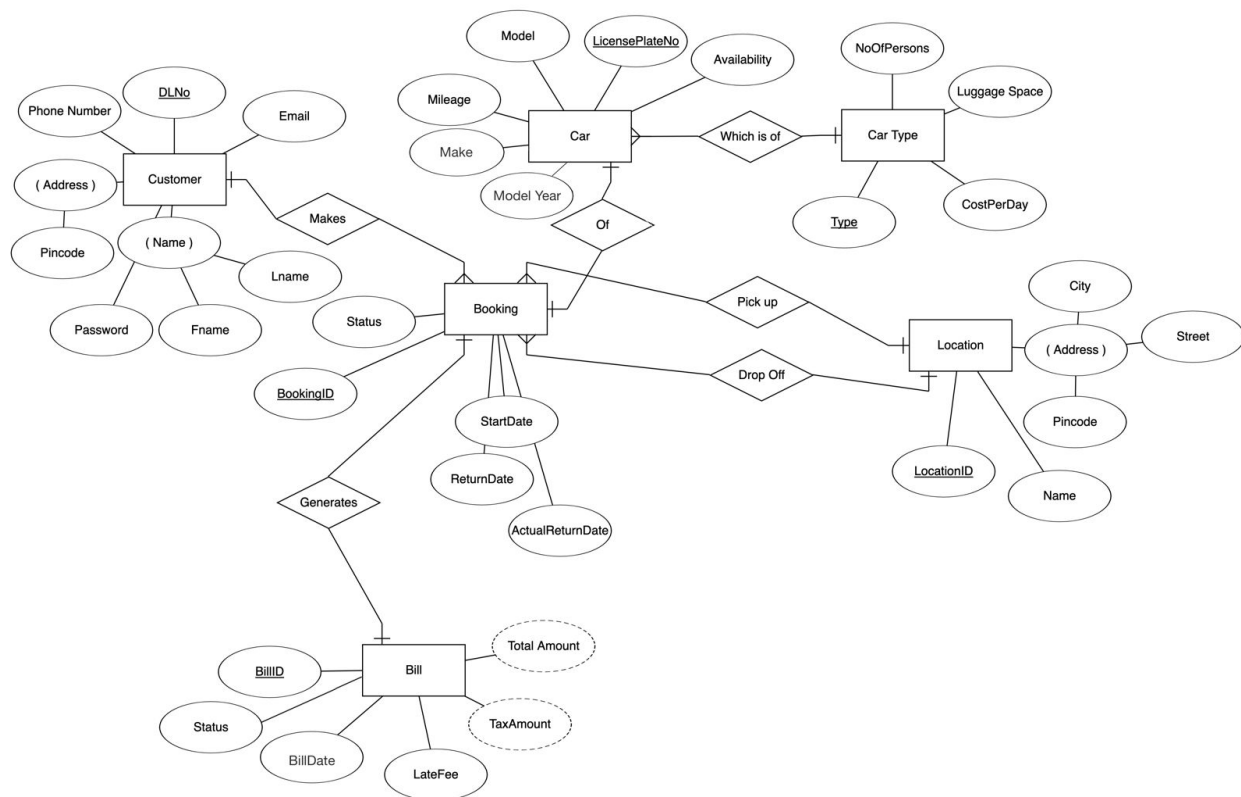 Model
LicensePlateNo
Availability
NoOfPersons
Luggage Space
DLNo
Phone Number
Email
Mileage
Make
Car
Which is of
Car Type
Model Year
Customer
( Address )
Makes
Of
Type
CostPerDay
( Name )
Pincode
Lname
Password
Fname
Status
Booking
Pick up
Location
City
( Address )
Street
Drop Off
BookingID
StartDate
Pincode
ReturnDate
LocationID
Name
Generates
ActualReturnDate
Total Amount
BillID
Bill
Status
TaxAmount
BillDate
LateFee